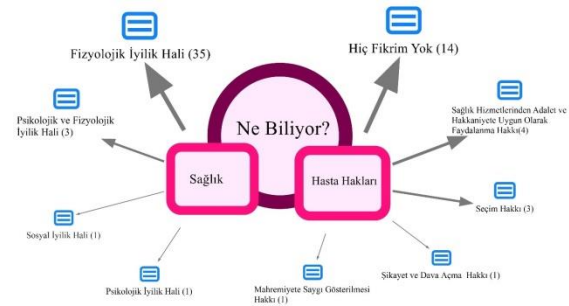 Fizyolojik İyilik Hali (35)
Hiç Fikrim Yok (14)
Psikolojik ve Fizyolojik
İyilik Hali (3)
Ne Biliyor?
Sağlık Hizmetlerinden Adalet ve
Hakkaniyete Uygun Olarak
Faydalanma Hakkı(4)
Sağlık
Hasta Hakları
Seçim Hakkı (3)
Sosyal İyilik Hali (1)
Psikolojik İyilik Hali (1)
Mahremiyete Saygı Gösterilmesi
Hakkı (1)
Şikayet ve Dava Açma Hakkı (1)